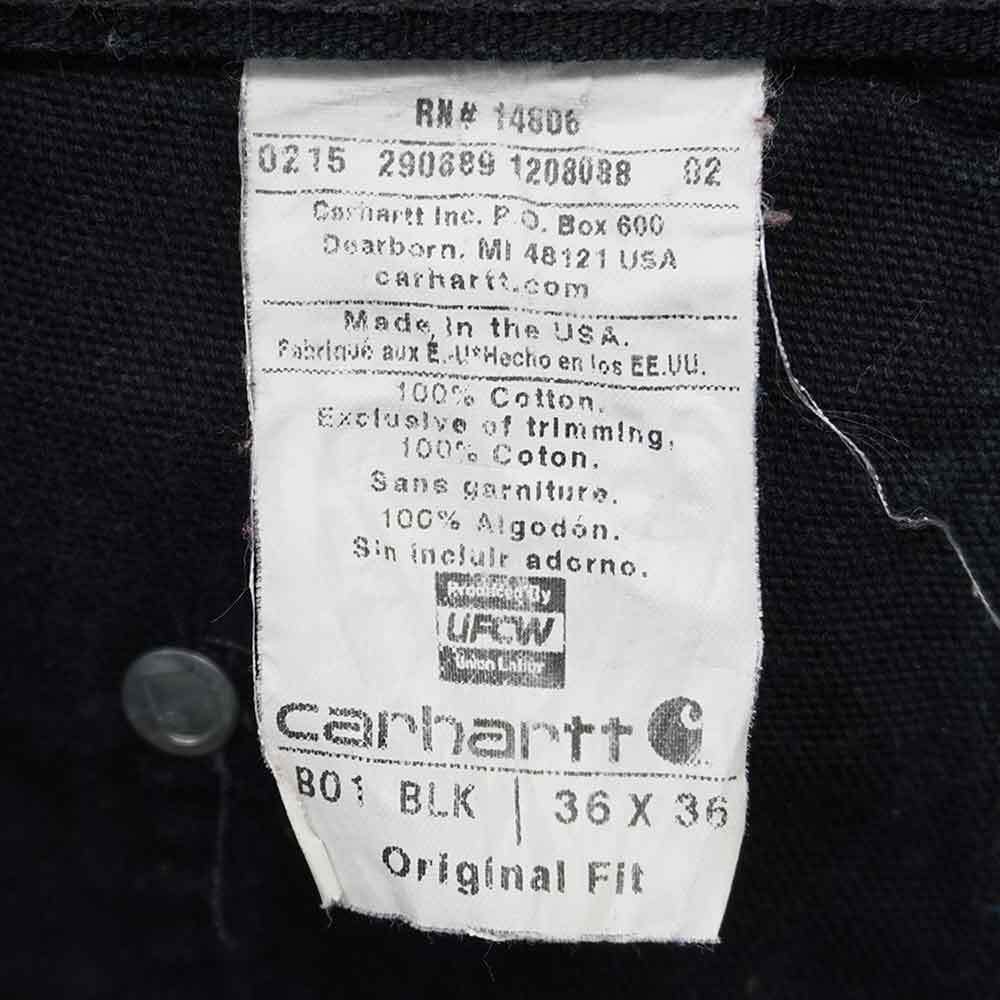 RN# 14806
0215 290889 1208088 02
Carhartt Inc. P.O. Box 600
Dearborn, MI 48121 USA
carhartt.com
Made in the USA.
Fabriqué aux É.-U*Hecho en los EE.UU.
100% Cotton.
Exclusive of trimming.
100% Coton.
Sans garniture.
100% Algodón.
Sin incluir adorno.
Produced By
UFCW
Union Labor
carhartt
B01 BLK | 36 X 36
Original Fit